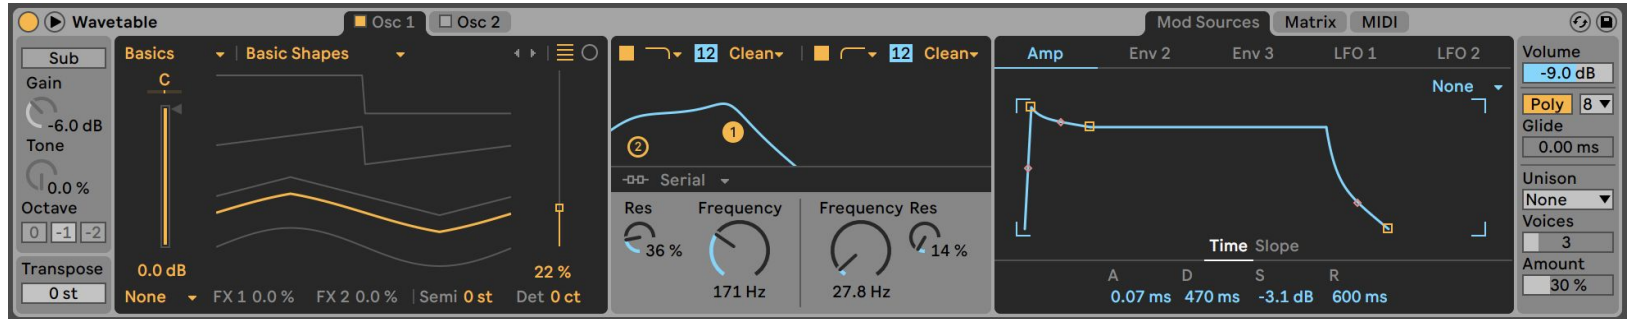 Wavetable
Osc 1
Osc 2
Mod Sources
Matrix
MIDI
Sub
Gain
-6.0 dB
Tone
0.0 %
Octave
0 -1 -2
Transpose
0 st
Basics
Basic Shapes
C
0.0 dB
22 %
None
FX 1 0.0 %
FX 2 0.0 %
Semi 0 st
Det 0 ct
12 Clean
12 Clean
1
2
Serial
Res
36 %
Frequency
171 Hz
Frequency
27.8 Hz
Res
14 %
Amp
Env 2
Env 3
LFO 1
LFO 2
None
Time Slope
A D S R
0.07 ms 470 ms -3.1 dB 600 ms
Volume
-9.0 dB
Poly 8
Glide
0.00 ms
Unison
None
Voices
3
Amount
30 %